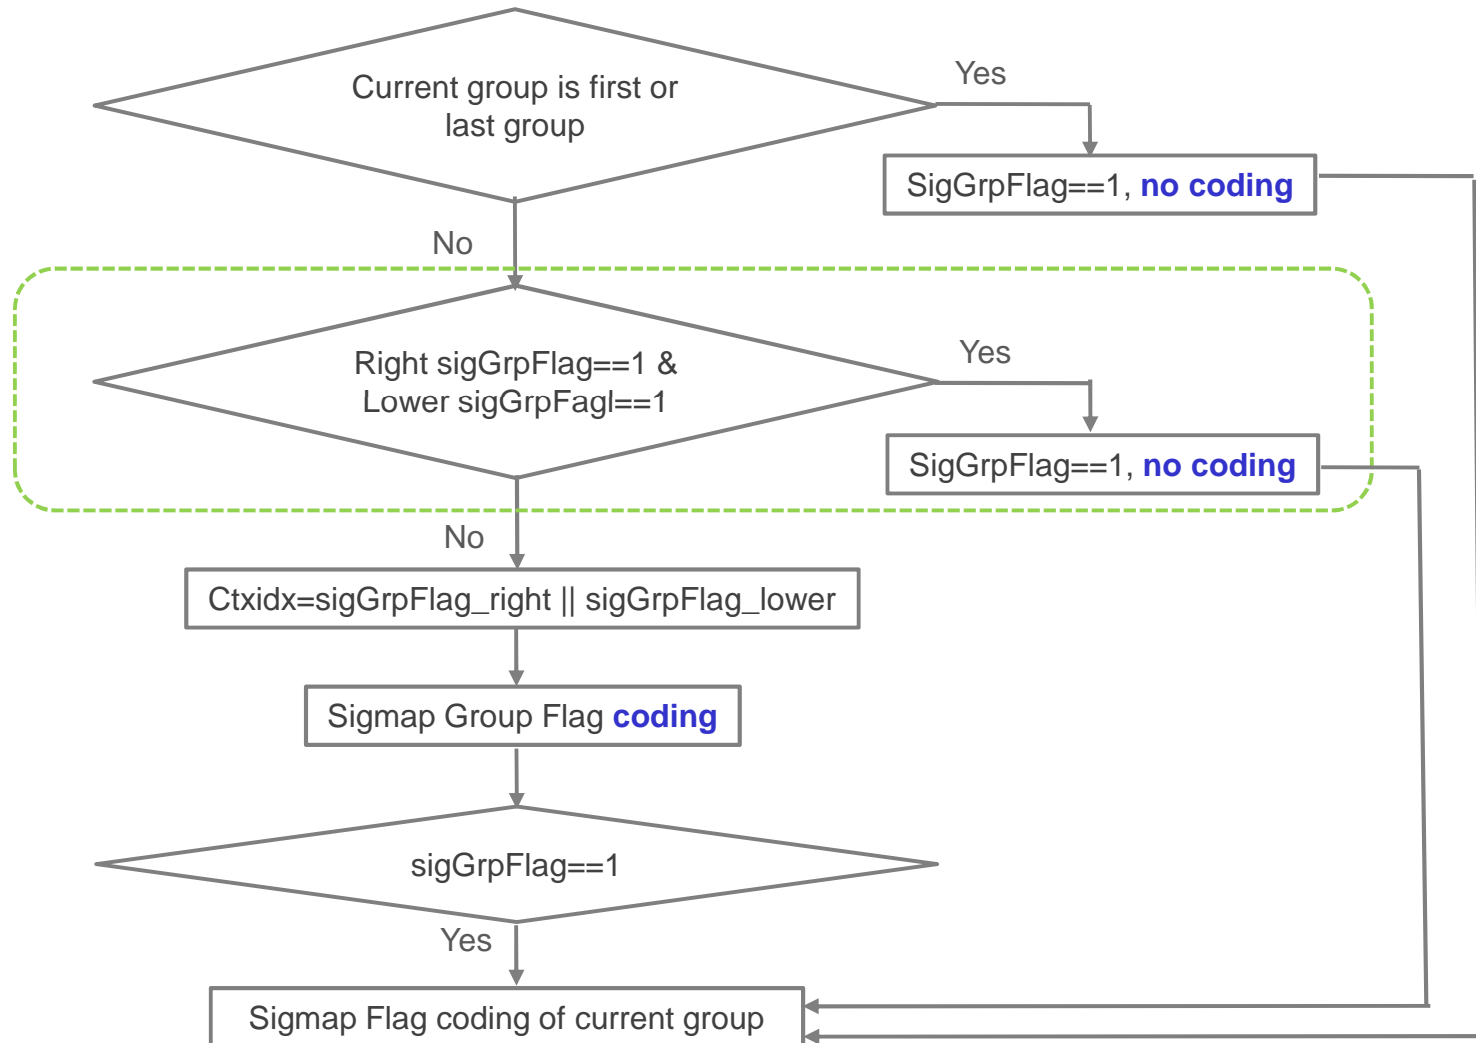 Current group is first or
last group
Yes
SigGrpFlag==1, no coding
No
Right sigGrpFlag==1 &
Lower sigGrpFagl==1
Yes
SigGrpFlag==1, no coding
No
Ctxidx=sigGrpFlag_right || sigGrpFlag_lower
Sigmap Group Flag coding
sigGrpFlag==1
Yes
Sigmap Flag coding of current group